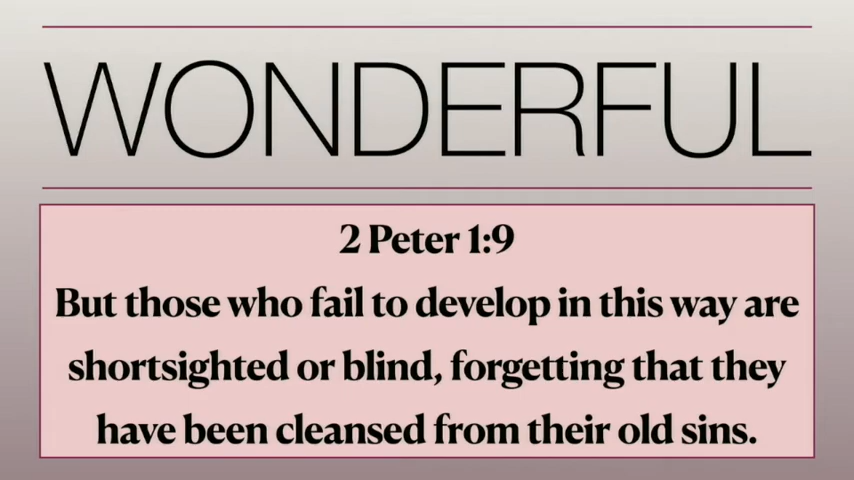 WONDERFUL
2 Peter 1:9
But those who fail to develop in this way are
shortsighted or blind, forgetting that they
have been cleansed from their old sins.